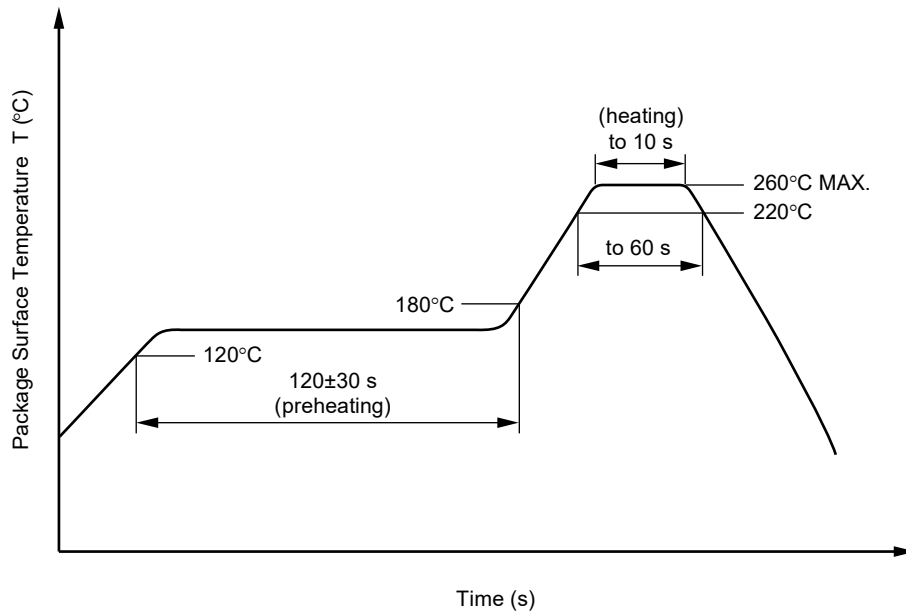 Package Surface Temperature T (°C)
(heating)
to 10 s
260°C MAX.
220°C
to 60 s
180°C
120°C
120±30 s
(preheating)
Time (s)